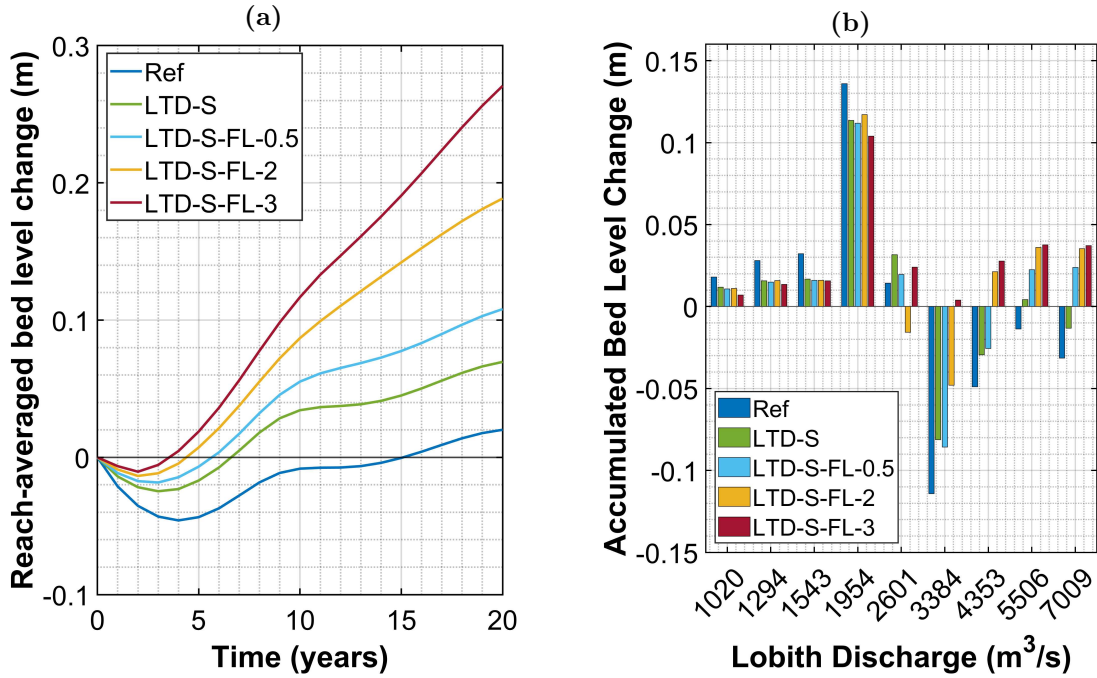 (a)
Reach-averaged bed level change (m)
0.3
0.2
0.1
0
-0.1
Ref
LTD-S
LTD-S-FL-0.5
LTD-S-FL-2
LTD-S-FL-3
0 5 10 15 20
Time (years)
(b)
Accumulated Bed Level Change (m)
0.15
0.1
0.05
0
-0.05
-0.1
-0.15
Ref
LTD-S
LTD-S-FL-0.5
LTD-S-FL-2
LTD-S-FL-3
1020 1294 1543 1954 2601 3384 4353 5506 7009
Lobith Discharge (m³/s)